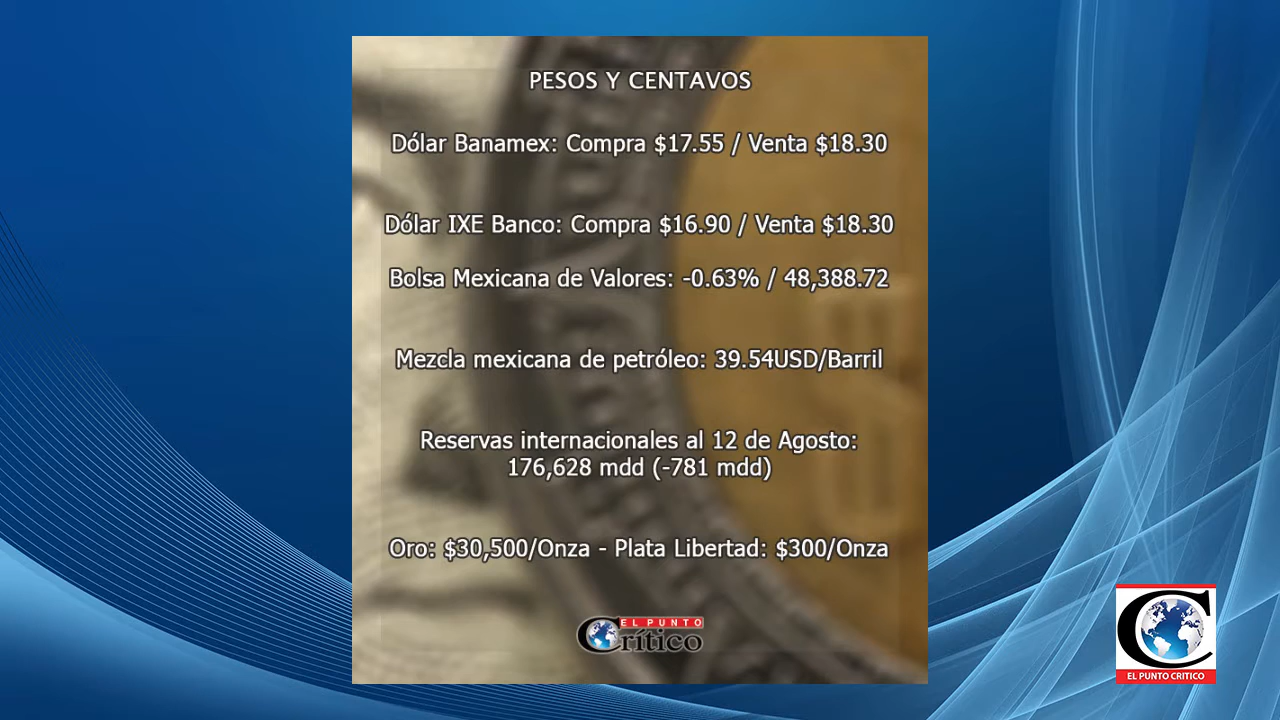 PESOS Y CENTAVOS
Dólar Banamex: Compra $17.55 / Venta $18.30
Dólar IXE Banco: Compra $16.90 / Venta $18.30
Bolsa Mexicana de Valores: -0.63% / 48,388.72
Mezcla mexicana de petróleo: 39.54USD/Barril
Reservas internacionales al 12 de Agosto:
176,628 mdd (-781 mdd)
Oro: $30,500/Onza - Plata Libertad: $300/Onza
EL PUNTO
Crítico
C
EL PUNTO CRITICO